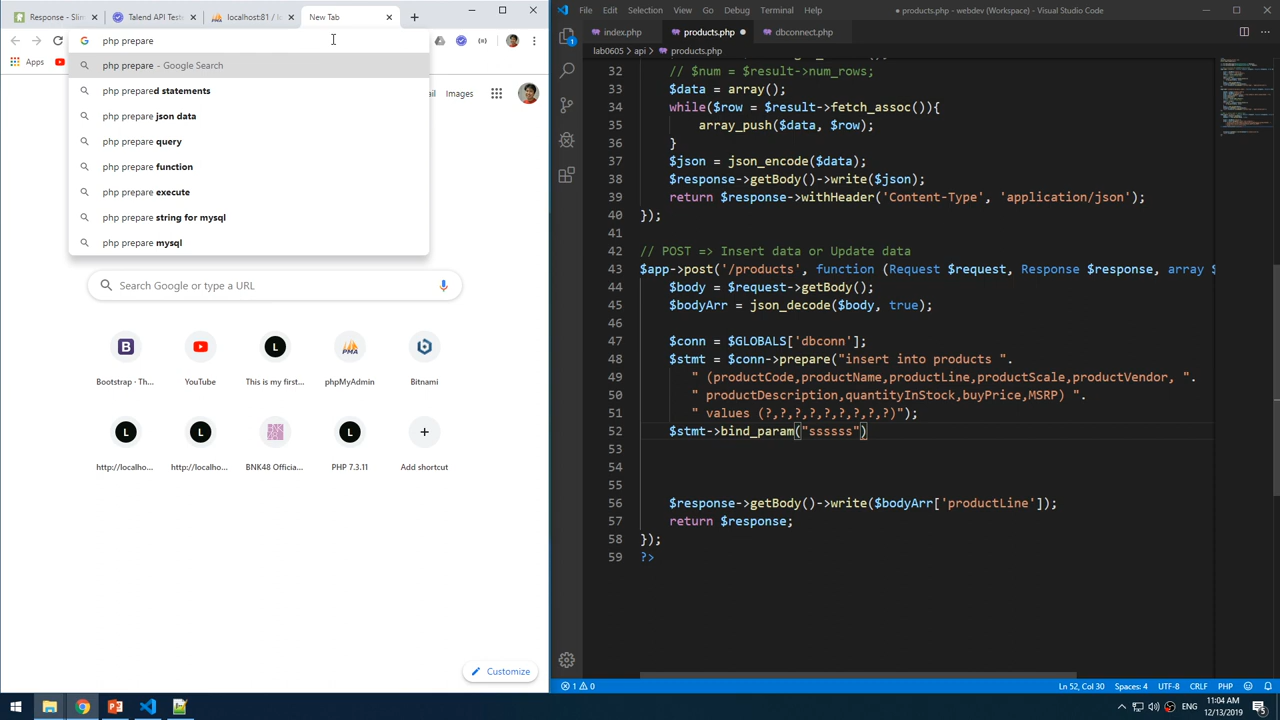 Response - Slim
Talend API Teste
localhost:81 / lo
New Tab
php prepare
Apps
php prepare - Google Search
php prepared statements
php prepare json data
php prepare query
php prepare function
php prepare execute
php prepare string for mysql
php prepare mysql
ail
Images
Search Google or type a URL
Bootstrap · Th...
YouTube
This is my first...
phpMyAdmin
Bitnami
http://localho...
http://localho...
BNK48 Officia...
PHP 7.3.11
Add shortcut
Customize
File Edit Selection View Go Debug Terminal Help
● products.php - webdev (Workspace) - Visual Studio Code
index.php
products.php
dbconnect.php
lab0605 > api > products.php
32 // $num = $result->num_rows;
33 $data = array();
34 while($row = $result->fetch_assoc()){
35 array_push($data, $row);
36 }
37 $json = json_encode($data);
38 $response->getBody()->write($json);
39 return $response->withHeader('Content-Type', 'application/json');
40 });
41
42 // POST => Insert data or Update data
43 $app->post('/products', function (Request $request, Response $response, array $
44 $body = $request->getBody();
45 $bodyArr = json_decode($body, true);
46
47 $conn = $GLOBALS['dbconn'];
48 $stmt = $conn->prepare("insert into products ".
49 " (productCode,productName,productLine,productScale,productVendor, ".
50 " productDescription,quantityInStock,buyPrice,MSRP) ".
51 " values (?,?,?,?,?,?,?,?,?)");
52 $stmt->bind_param("ssssss")
53
54
55
56 $response->getBody()->write($bodyArr['productLine']);
57 return $response;
58 });
59 ?>
1 0
Ln 52, Col 30
Spaces: 4
UTF-8
CRLF
PHP
1
ENG
11:04 AM
12/13/2019
5